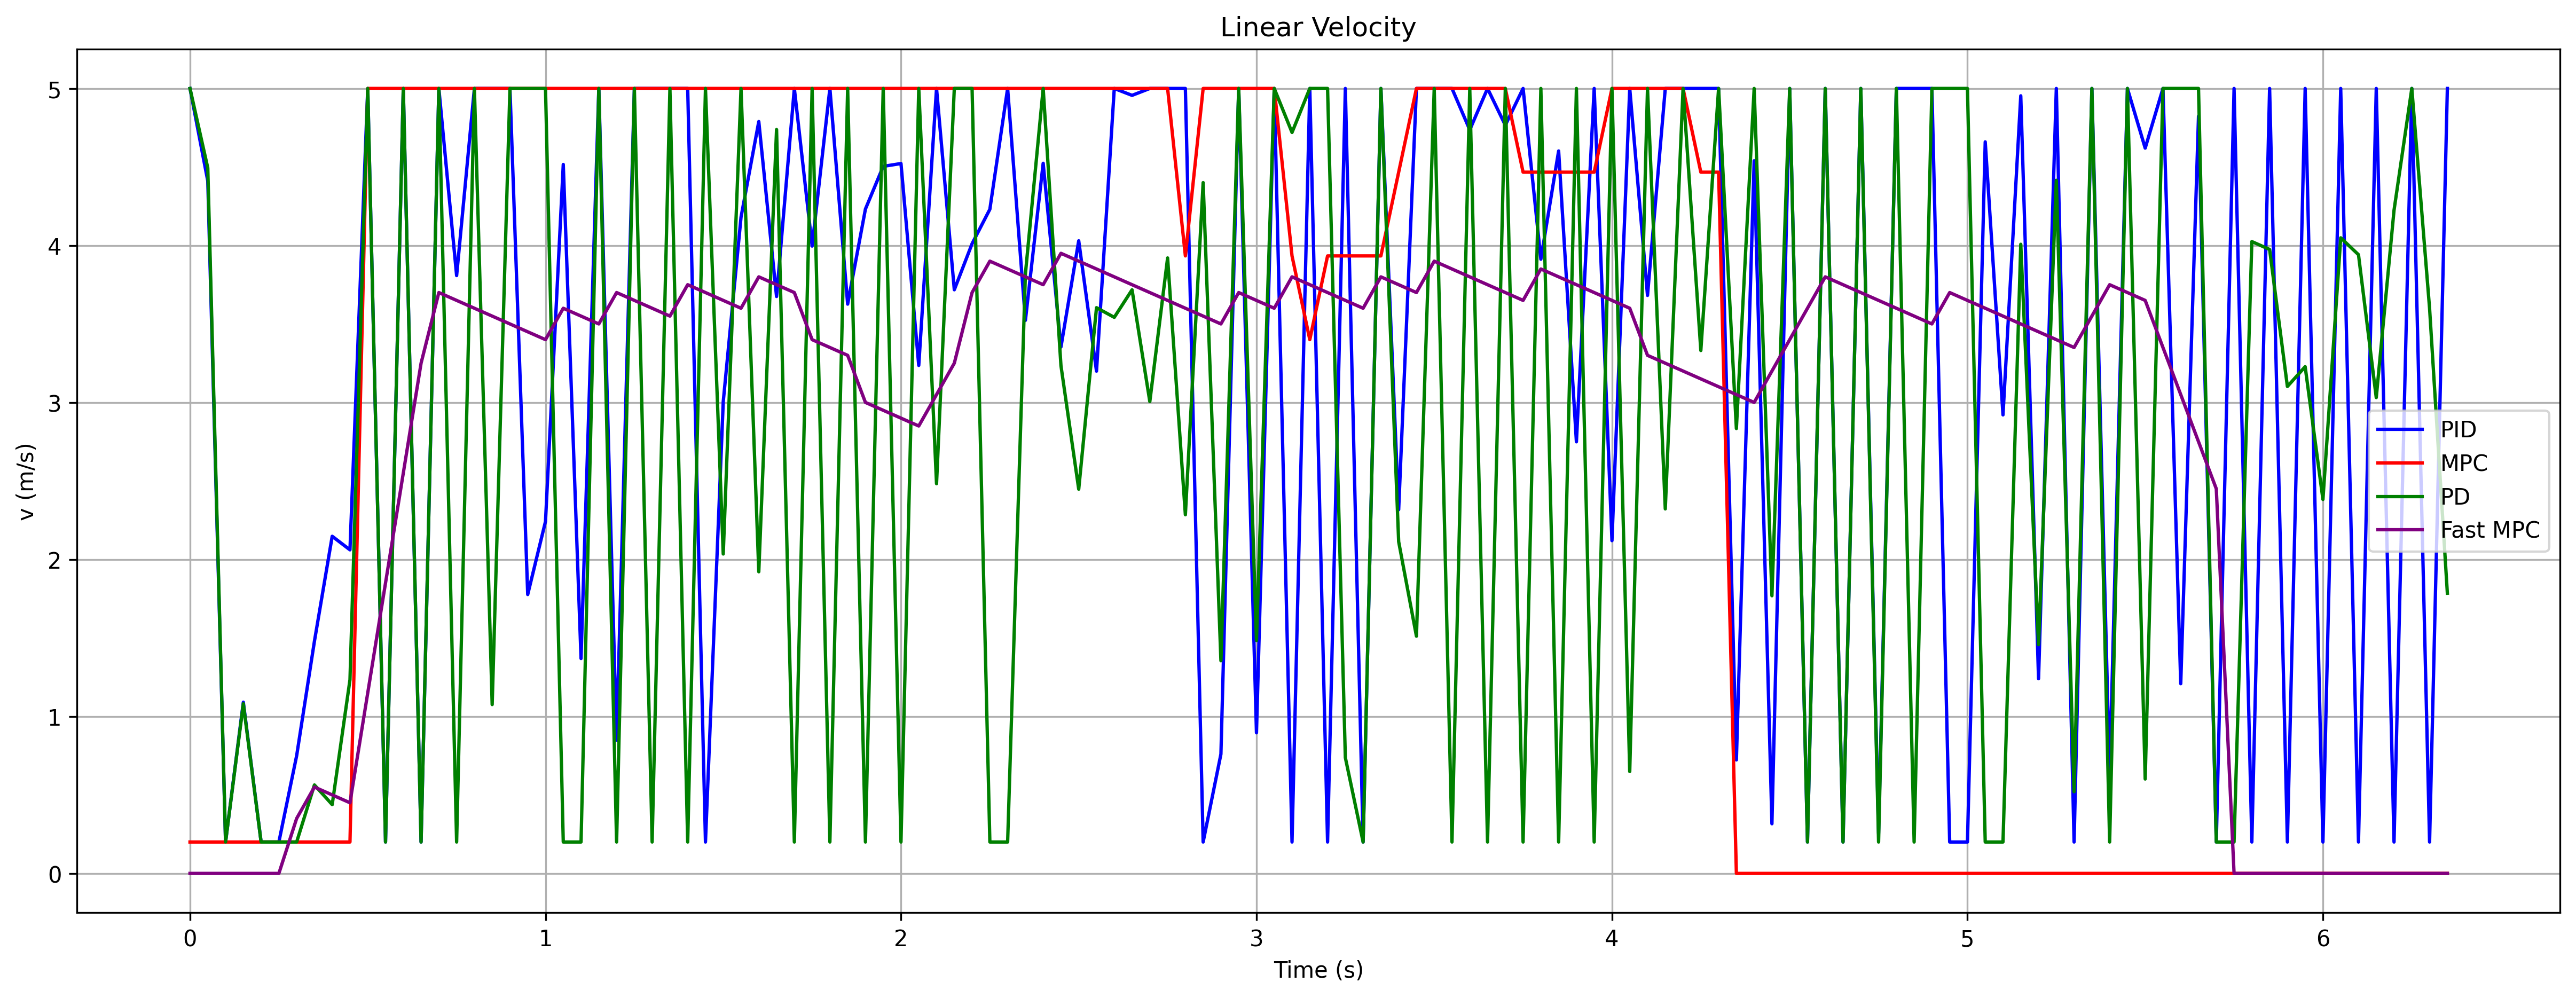 Linear Velocity
v (m/s)
5
4
3
2
1
0
PID
MPC
PD
Fast MPC
0 1 2 3 4 5 6
Time (s)